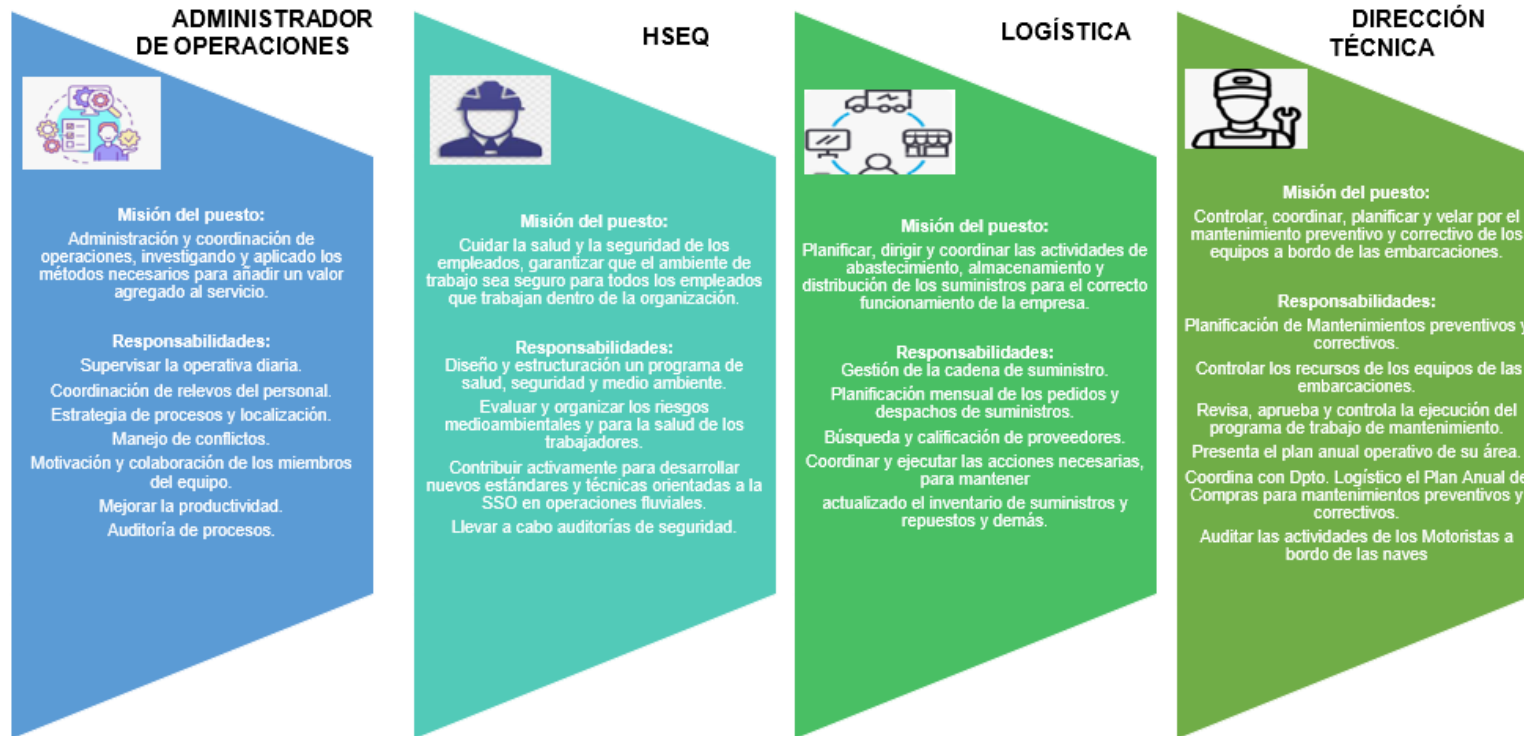 ADMINISTRADOR
DE OPERACIONES
Misión del puesto:
Administración y coordinación de
operaciones, investigando y aplicado los
métodos necesarios para añadir un valor
agregado al servicio.
Responsabilidades:
Supervisar la operativa diaria.
Coordinación de relevos del personal.
Estrategia de procesos y localización.
Manejo de conflictos.
Motivación y colaboración de los miembros
del equipo.
Mejorar la productividad.
Auditoría de procesos.
HSEQ
Misión del puesto:
Cuidar la salud y la seguridad de los
empleados, garantizar que el ambiente de
trabajo sea seguro para todos los empleados
que trabajan dentro de la organización.
Responsabilidades:
Diseño y estructuración un programa de
salud, seguridad y medio ambiente.
Evaluar y organizar los riesgos
medioambientales y para la salud de los
trabajadores.
Contribuir activamente para desarrollar
nuevos estándares y técnicas orientadas a la
SSO en operaciones fluviales.
Llevar a cabo auditorías de seguridad.
LOGÍSTICA
Misión del puesto:
Planificar, dirigir y coordinar las actividades de
abastecimiento, almacenamiento y
distribución de los suministros para el correcto
funcionamiento de la empresa.
Responsabilidades:
Gestión de la cadena de suministro.
Planificación mensual de los pedidos y
despachos de suministros.
Búsqueda y calificación de proveedores.
Coordinar y ejecutar las acciones necesarias,
para mantener
actualizado el inventario de suministros y
repuestos y demás.
DIRECCIÓN
TÉCNICA
Misión del puesto:
Controlar, coordinar, planificar y velar por el
mantenimiento preventivo y correctivo de los
equipos a bordo de las embarcaciones.
Responsabilidades:
Planificación de Mantenimientos preventivos y
correctivos.
Controlar los recursos de los equipos de las
embarcaciones.
Revisa, aprueba y controla la ejecución del
programa de trabajo de mantenimiento.
Presenta el plan anual operativo de su área.
Coordina con Dpto. Logístico el Plan Anual de
Compras para mantenimientos preventivos y
correctivos.
Auditar las actividades de los Motoristas a
bordo de las naves